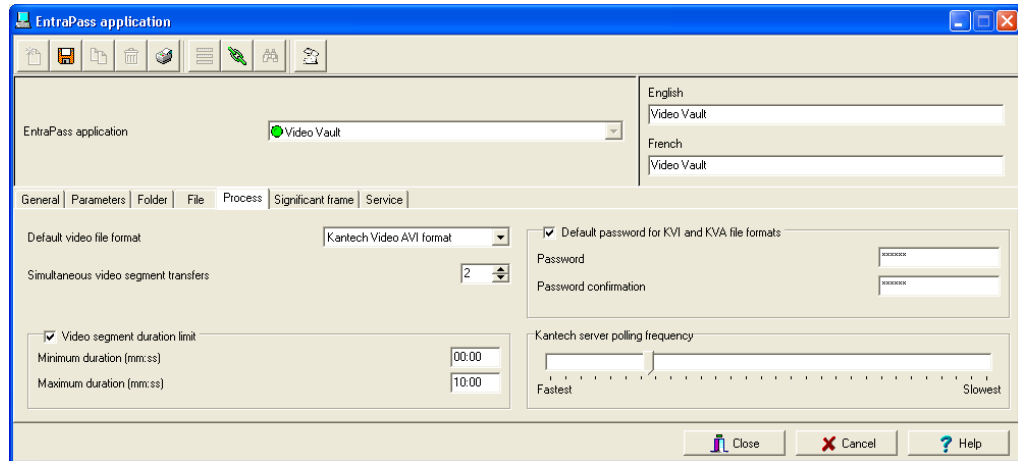 EntraPass application
English
Video Vault
EntraPass application
Video Vault
French
Video Vault
General
Parameters
Folder
File
Process
Significant frame
Service
Default video file format
Kantech Video AVI format
Simultaneous video segment transfers
2
Default password for KVI and KVA file formats
Password
xxxxxx
Password confirmation
xxxxxx
Video segment duration limit
Minimum duration (mm:ss)
00:00
Maximum duration (mm:ss)
10:00
Kantech server polling frequency
Fastest
Slowest
Close
Cancel
? Help